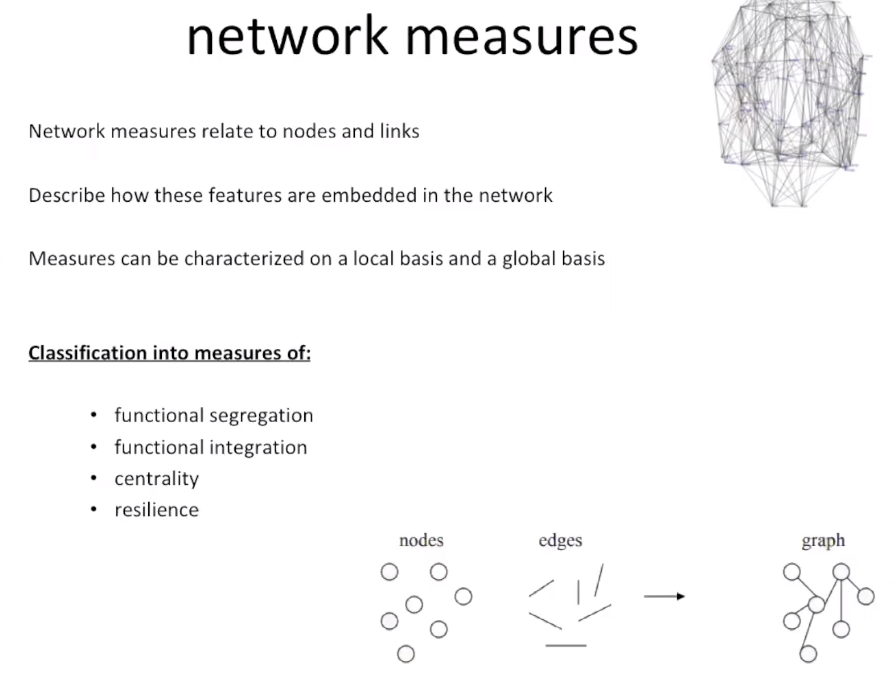 network measures
Network measures relate to nodes and links
Describe how these features are embedded in the network
Measures can be characterized on a local basis and a global basis
Classification into measures of:
• functional segregation
• functional integration
• centrality
• resilience
nodes edges graph